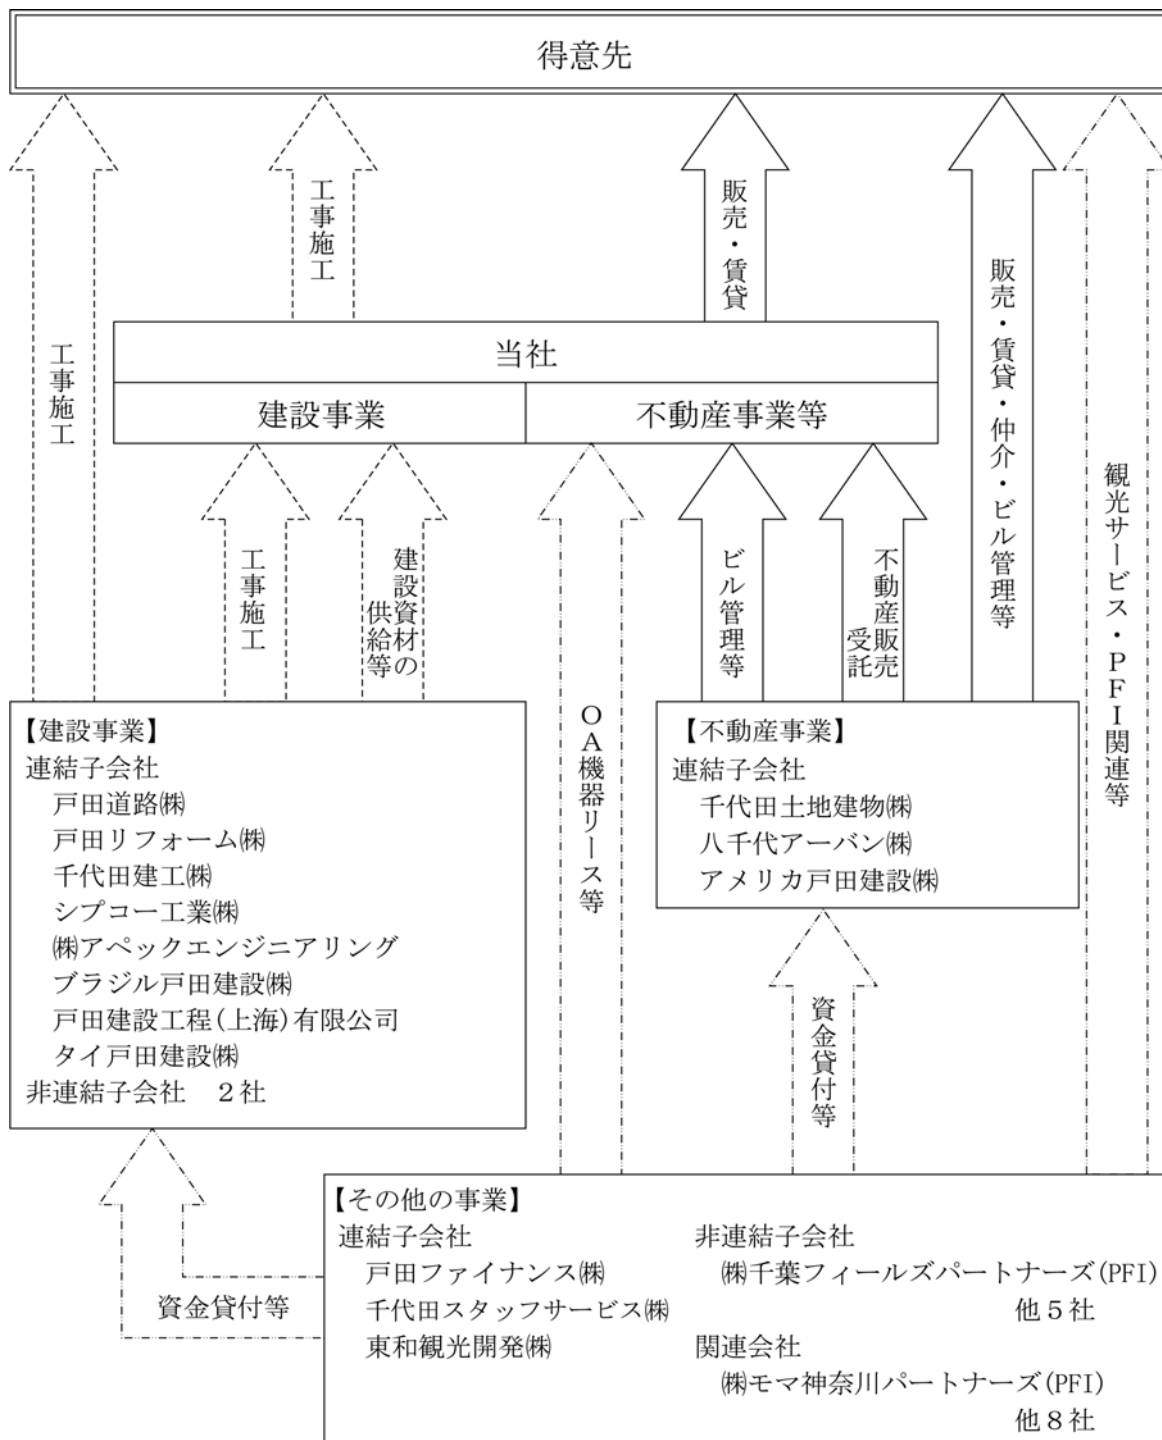 得意先
工事施工
工事施工
販売・賃貸
販売・賃貸・仲介・ビル管理等
観光サービス・PFI関連等
当社
建設事業
不動産事業等
工事施工
建設資材の
供給等
OA機器リース等
ビル管理等
不動産販売
受託
【建設事業】
連結子会社
戸田道路㈱
戸田リフォーム㈱
千代田建工㈱
シプコー工業㈱
㈱アペックエンジニアリング
ブラジル戸田建設㈱
戸田建設工程(上海)有限公司
タイ戸田建設㈱
非連結子会社　２社
【不動産事業】
連結子会社
千代田土地建物㈱
八千代アーバン㈱
アメリカ戸田建設㈱
資金貸付等
資金貸付等
【その他の事業】
連結子会社
戸田ファイナンス㈱
千代田スタッフサービス㈱
東和観光開発㈱
非連結子会社
㈱千葉フィールズパートナーズ(PFI)
他５社
関連会社
㈱モマ神奈川パートナーズ(PFI)
他８社